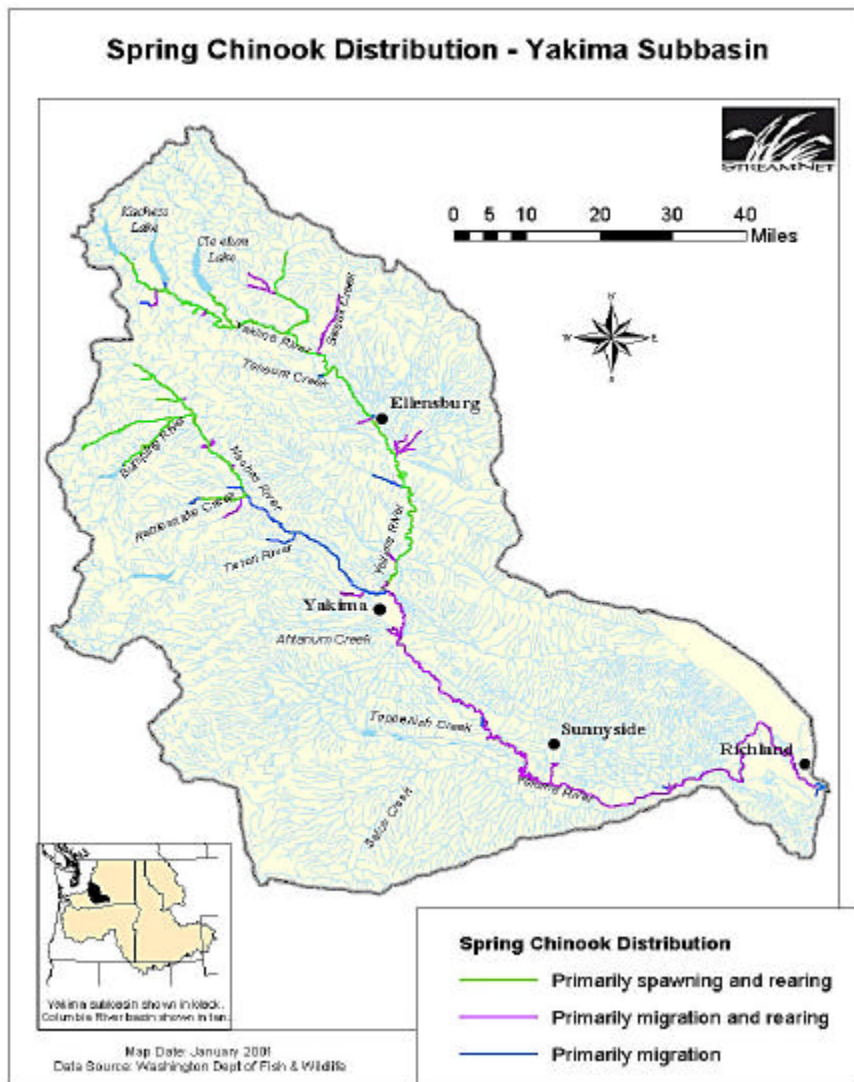 Spring Chinook Distribution - Yakima Subbasin
STREAMNET
0 5 10 20 30 40
Miles
Kachess
Lake
Cle elum
Lake
Swauk Creek
Yakima River
Taneum Creek
N
W E
S
Ellensburg
Bumping River
Naches River
Rattlesnake Creek
Yakima River
Tieton River
Yakima
Ahtanum Creek
Toppenish Creek
Sunnyside
Richland
Yakima River
Satus Creek
Yakima subbasin shown in black.
Columbia River basin shown in tan.
Spring Chinook Distribution
Primarily spawning and rearing
Primarily migration and rearing
Primarily migration
Map Date: January 2001
Data Source: Washington Dept of Fish & Wildlife